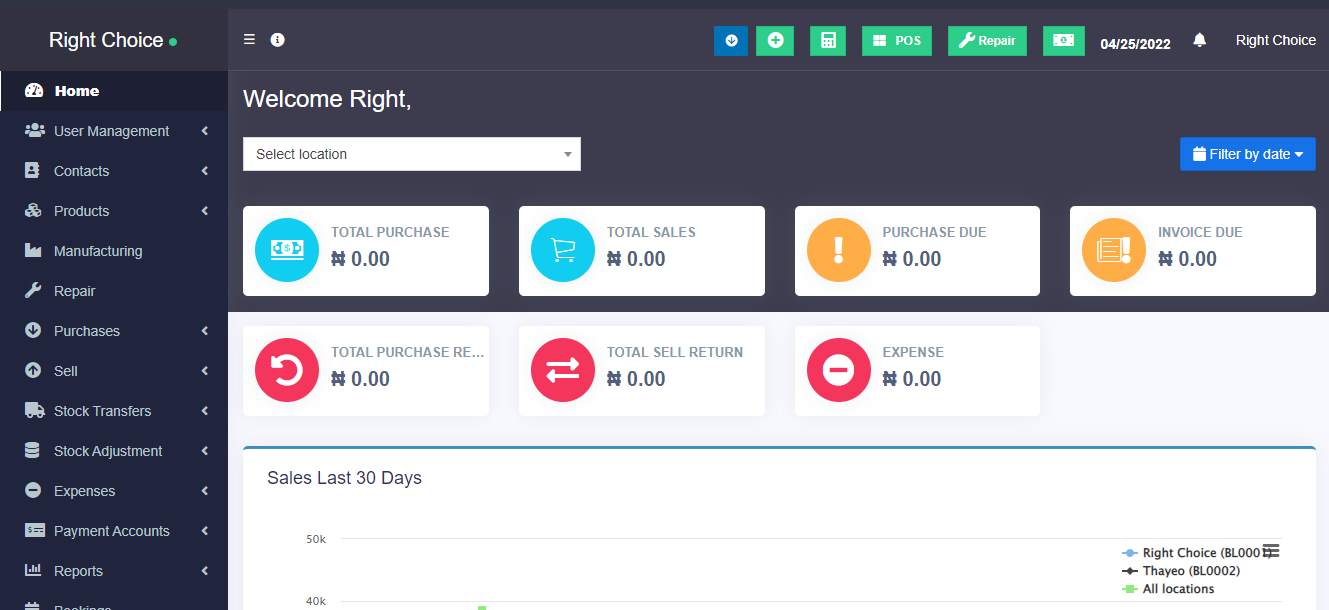 Right Choice
POS
Repair
04/25/2022
Right Choice
Home
User Management
Contacts
Products
Manufacturing
Repair
Purchases
Sell
Stock Transfers
Stock Adjustment
Expenses
Payment Accounts
Reports
Bookings
Welcome Right,
Select location
Filter by date
TOTAL PURCHASE
₦ 0.00
TOTAL SALES
₦ 0.00
PURCHASE DUE
₦ 0.00
INVOICE DUE
₦ 0.00
TOTAL PURCHASE RE...
₦ 0.00
TOTAL SELL RETURN
₦ 0.00
EXPENSE
₦ 0.00
Sales Last 30 Days
50k
40k
Right Choice (BL0001)
Thayeo (BL0002)
All locations